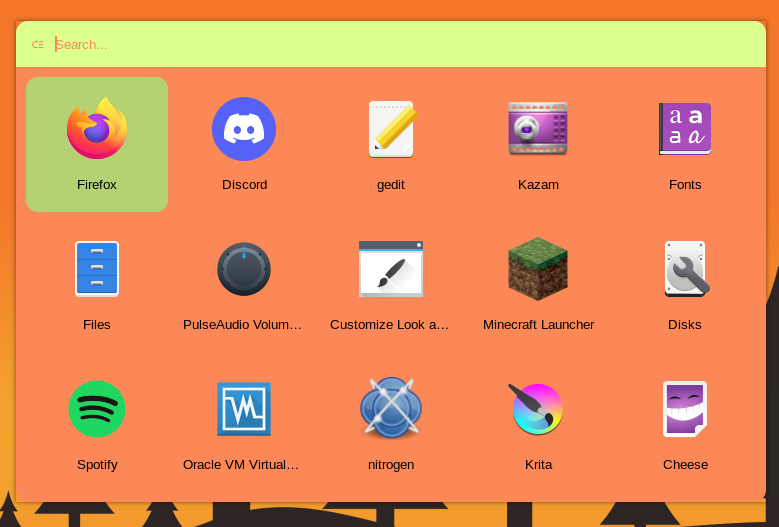 Search...
Firefox
Discord
gedit
Kazam
Fonts
Files
PulseAudio Volum...
Customize Look a...
Minecraft Launcher
Disks
Spotify
Oracle VM Virtual...
nitrogen
Krita
Cheese